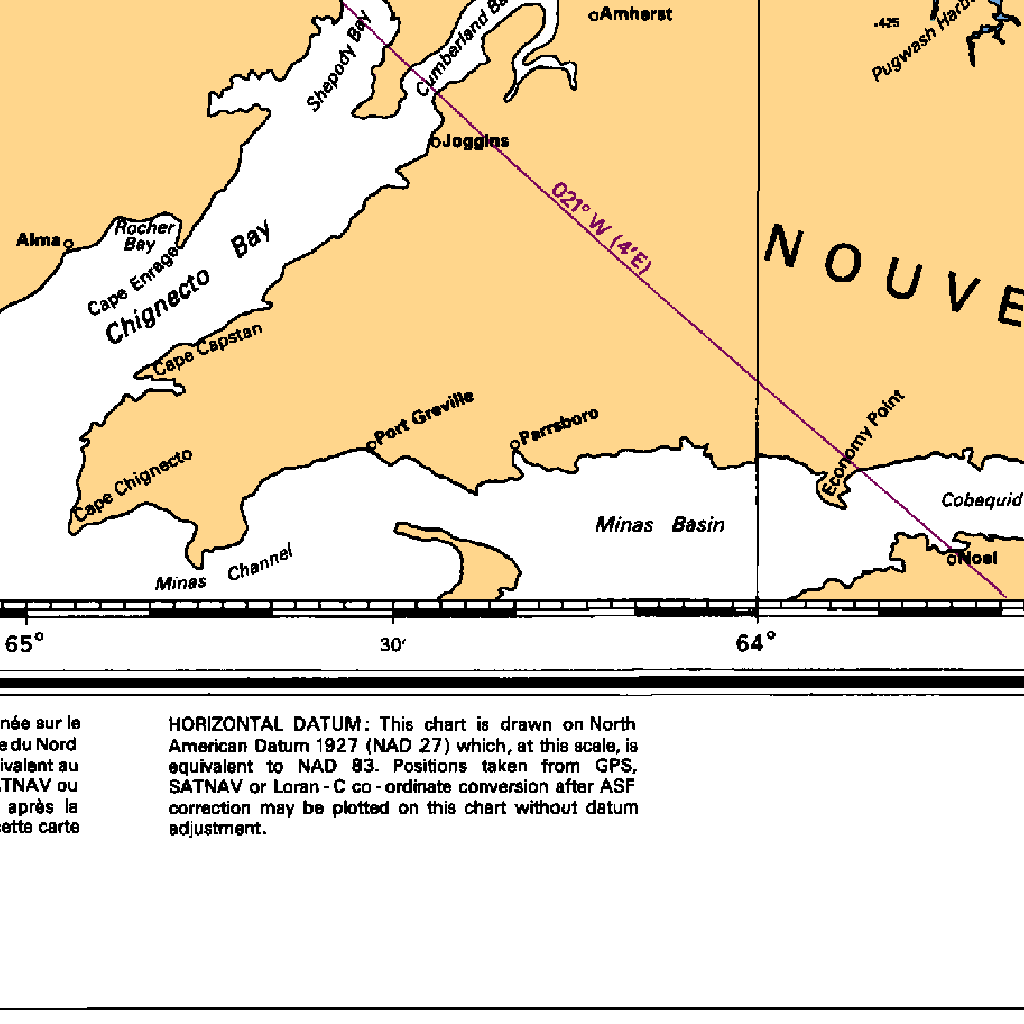 Amherst
-425
Pugwash Harb
Shepody Bay
Cumberland Ba
Joggins
021° W (4'E)
NOUVE
Alma
Rocher
Bay
Cape Enrage
Chignecto Bay
Cape Capstan
Port Greville
Parrsboro
Economy Point
Cape Chignecto
Cobequid
Minas Basin
Minas Channel
Noel
65° 30' 64°
née sur le
e du Nord
ivalent au
ATNAV ou
après la
cette carte
HORIZONTAL DATUM: This chart is drawn on North
American Datum 1927 (NAD 27) which, at this scale, is
equivalent to NAD 83. Positions taken from GPS,
SATNAV or Loran-C co-ordinate conversion after ASF
correction may be plotted on this chart without datum
adjustment.